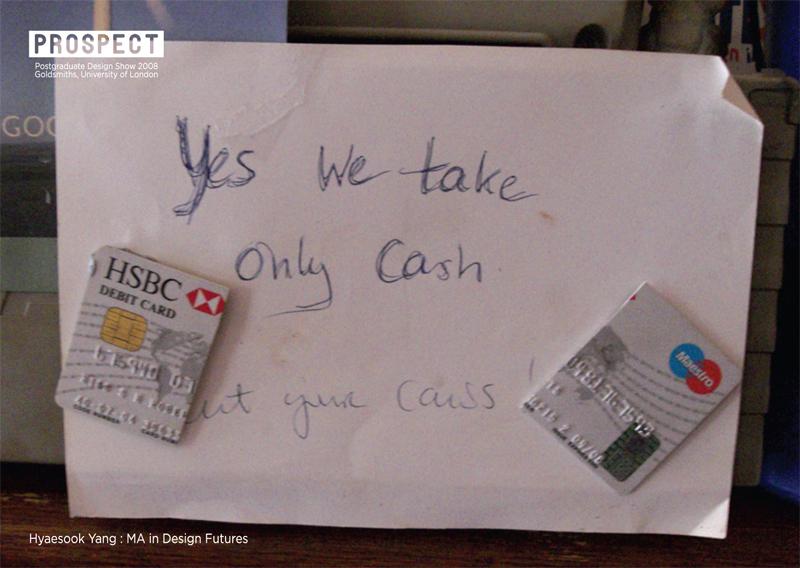 PROSPECT
Postgraduate Design Show 2008
Goldsmiths, University of London
GOO
Yes We take
Only Cash
HSBC
DEBIT CARD
Maestro
Hyaesook Yang : MA in Design Futures